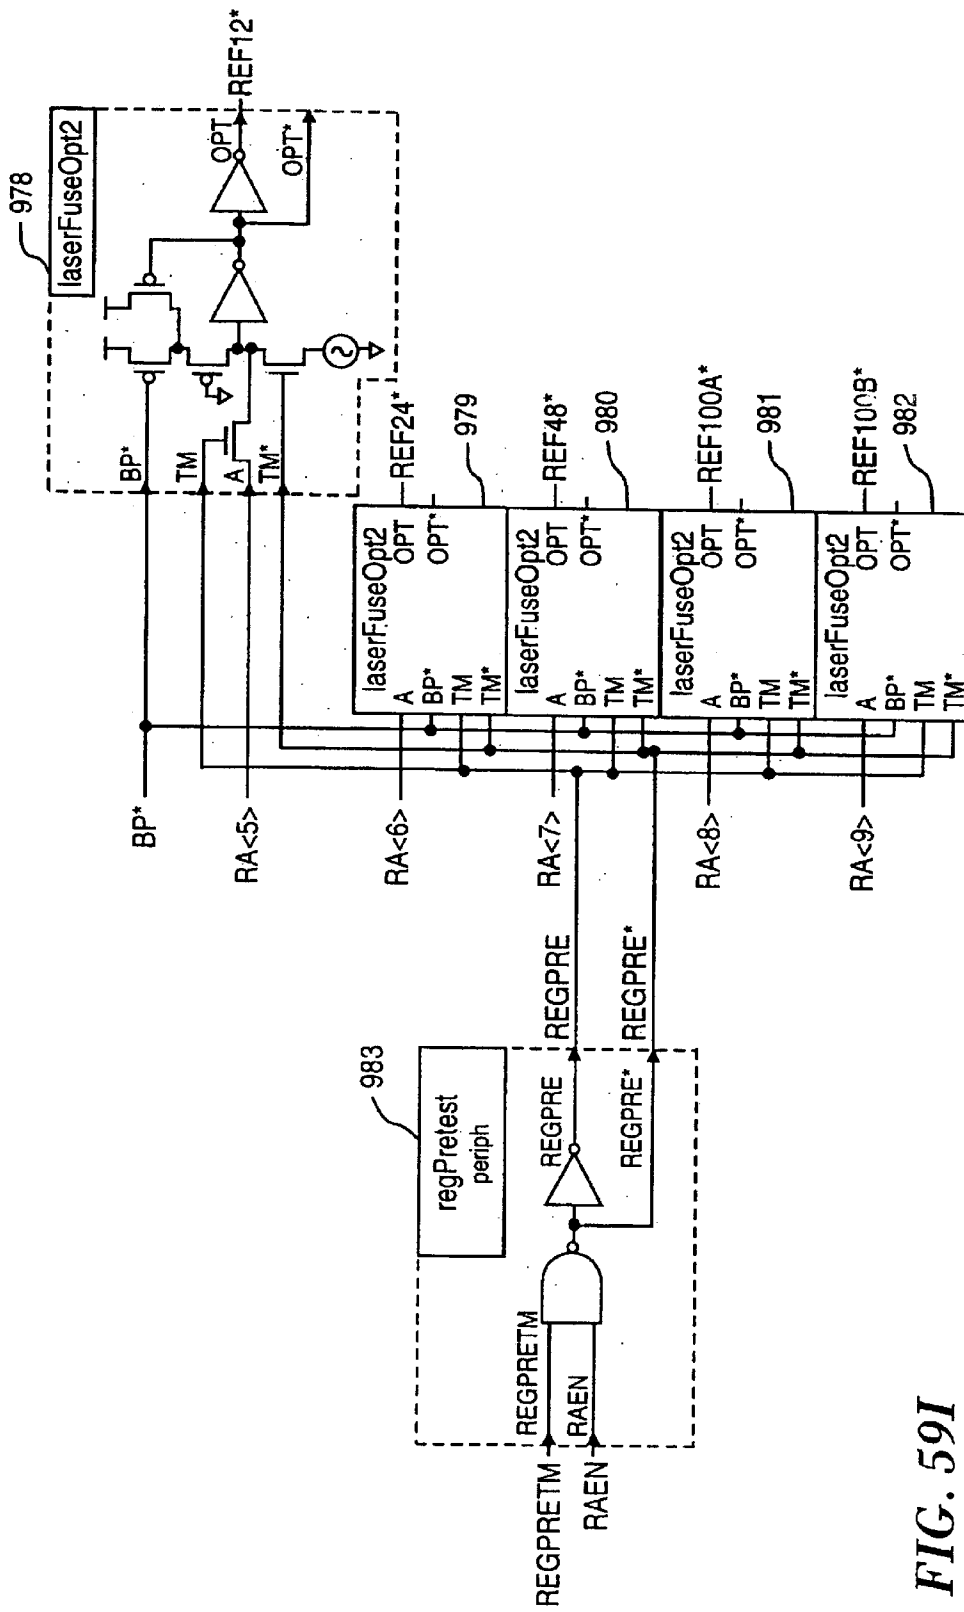 978
laserFuseOpt2
BP*
TM
A
TM*
OPT
OPT*
REF12*
BP*
RA<5>
RA<6>
RA<7>
RA<8>
RA<9>
laserFuseOpt2
A
BP*
TM
TM*
OPT
OPT*
REF24*
979
laserFuseOpt2
A
BP*
TM
TM*
OPT
OPT*
REF48*
980
laserFuseOpt2
A
BP*
TM
TM*
OPT
OPT*
REF100A*
981
laserFuseOpt2
A
BP*
TM
TM*
OPT
OPT*
REF100B*
982
983
regPretest
periph
REGPRETM
RAEN
REGPRETM
RAEN
REGPRE
REGPRE*
REGPRE
REGPRE*
FIG. 59I